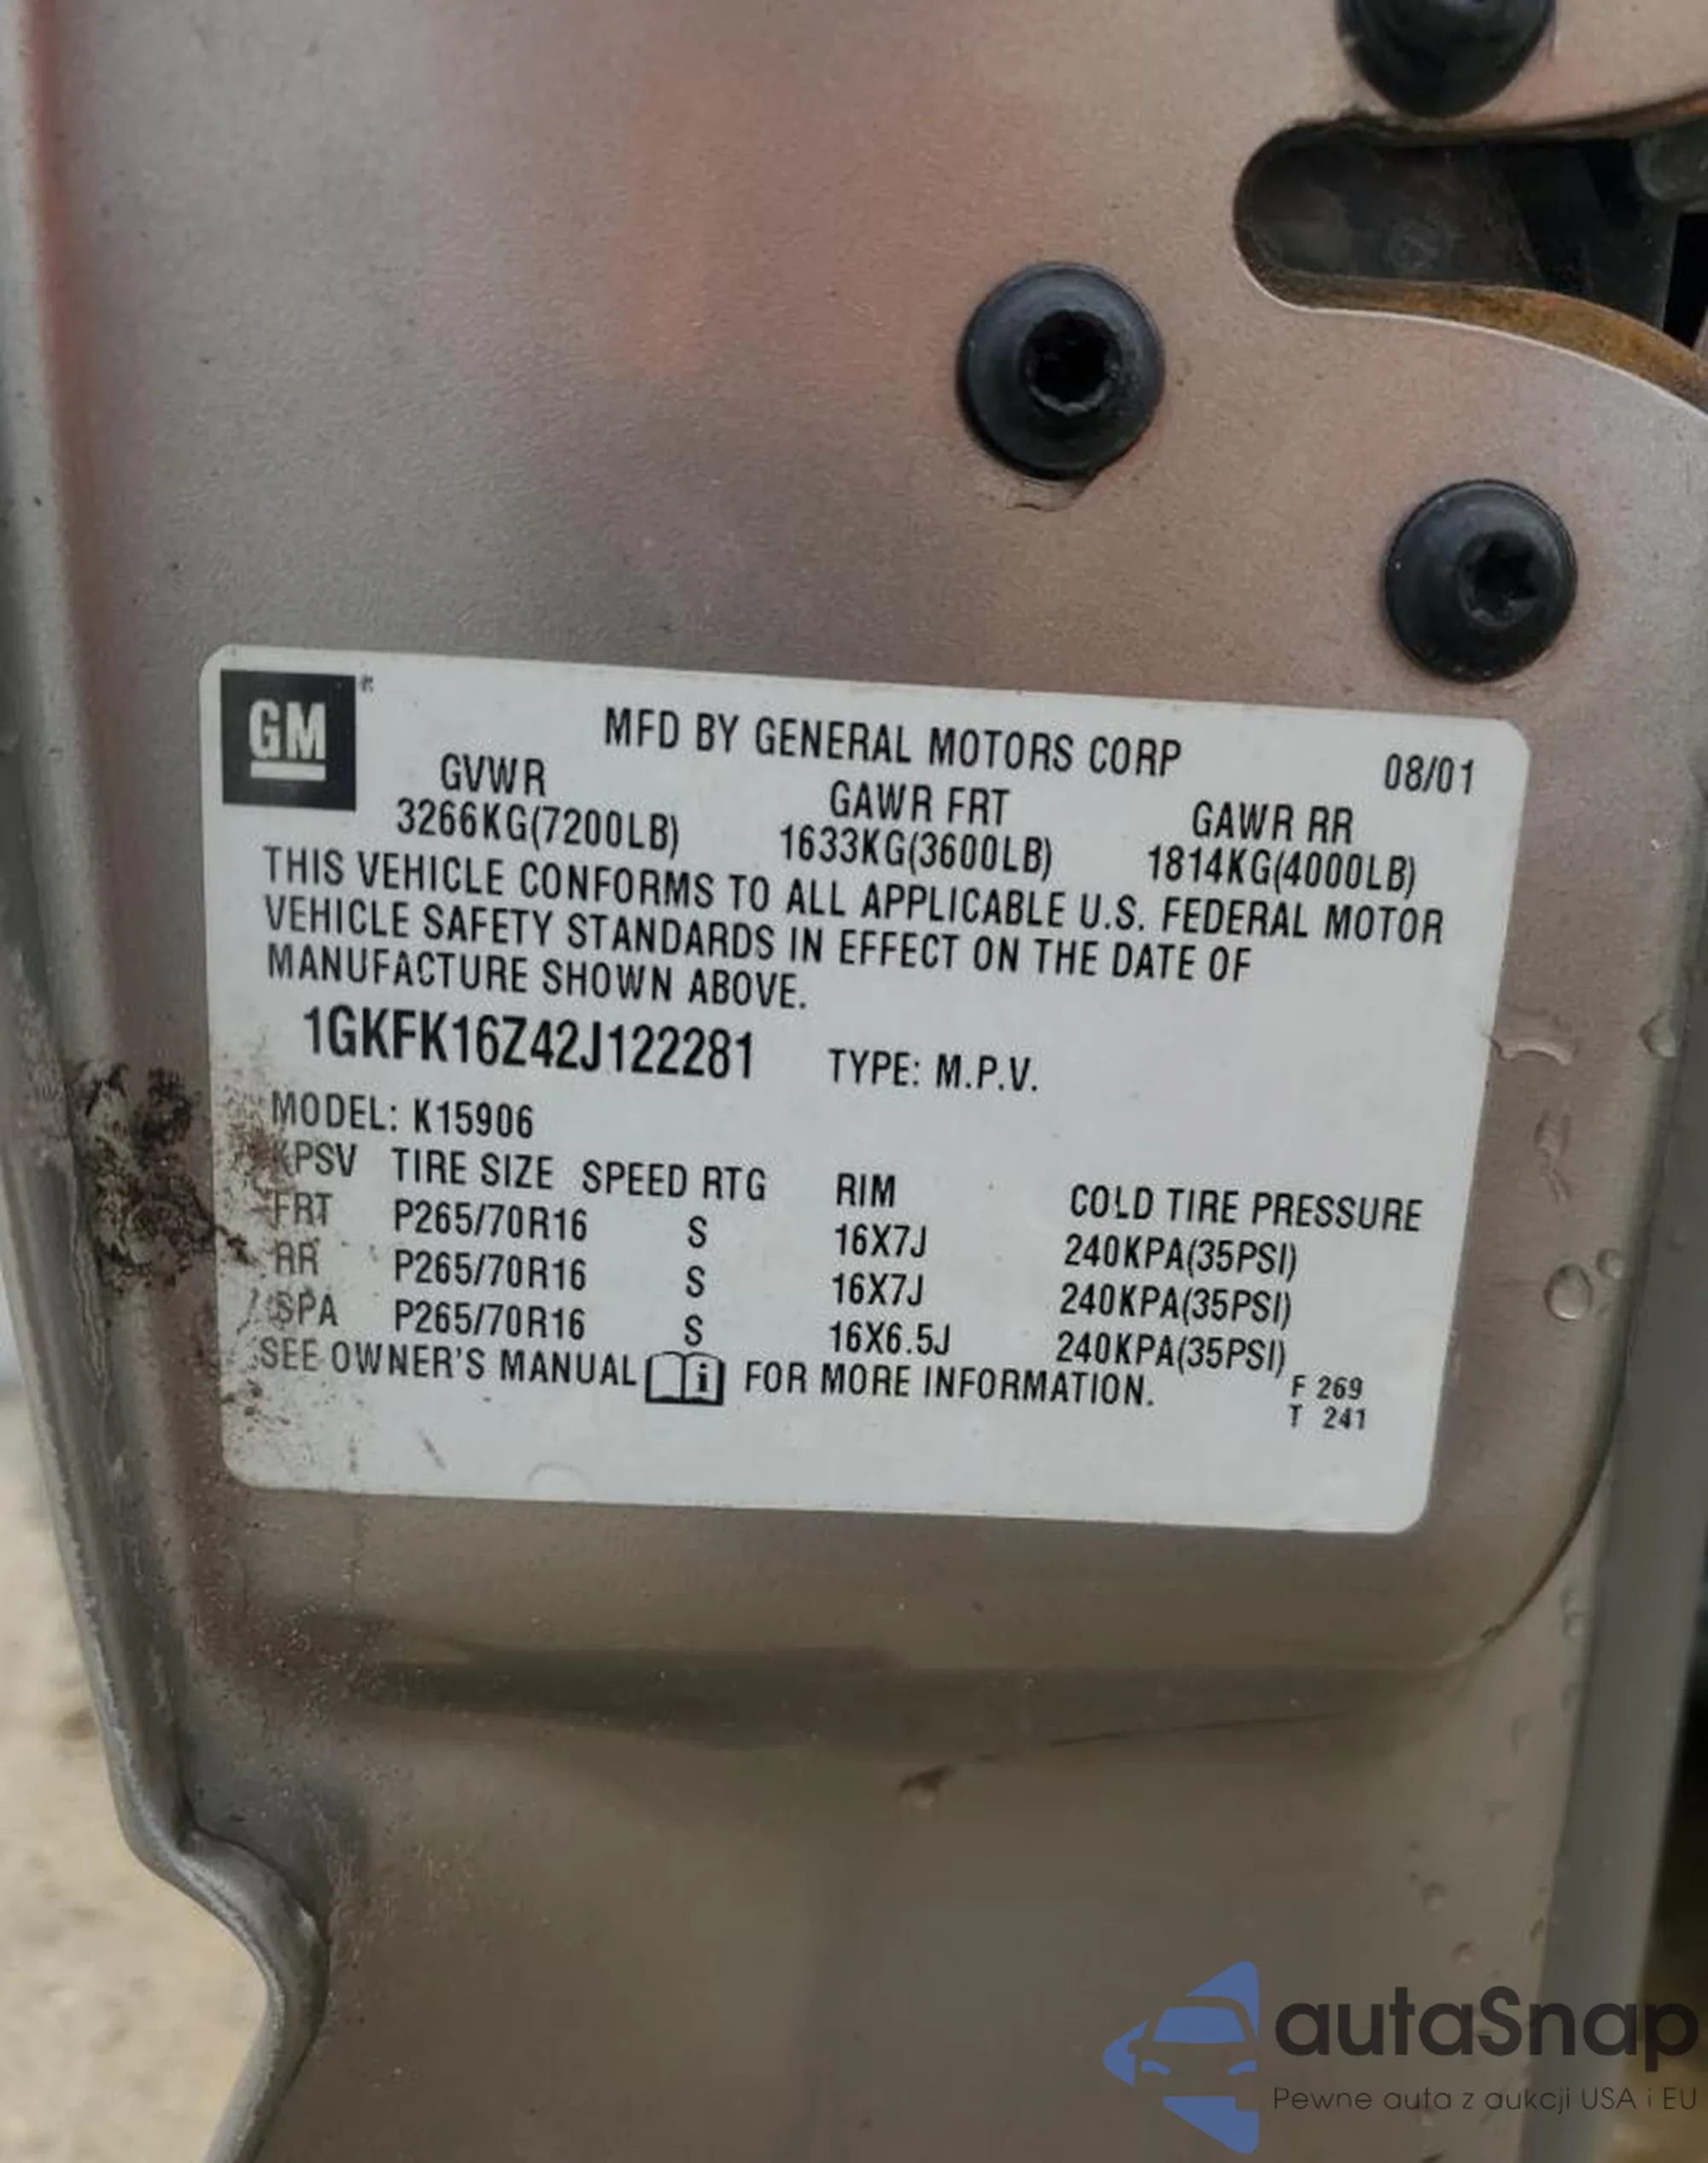 GM
MFD BY GENERAL MOTORS CORP 08/01
GVWR GAWR FRT GAWR RR
3266KG(7200LB) 1633KG(3600LB) 1814KG(4000LB)
THIS VEHICLE CONFORMS TO ALL APPLICABLE U.S. FEDERAL MOTOR
VEHICLE SAFETY STANDARDS IN EFFECT ON THE DATE OF
MANUFACTURE SHOWN ABOVE.
1GKFK16Z42J122281 TYPE: M.P.V.
MODEL: K15906
KPSV TIRE SIZE SPEED RTG RIM COLD TIRE PRESSURE
FRT P265/70R16 S 16X7J 240KPA(35PSI)
RR P265/70R16 S 16X7J 240KPA(35PSI)
SPA P265/70R16 S 16X6.5J 240KPA(35PSI)
SEE OWNER'S MANUAL i FOR MORE INFORMATION.
F 269
T 241
autaSnap
Pewne auta z aukcji USA i EU